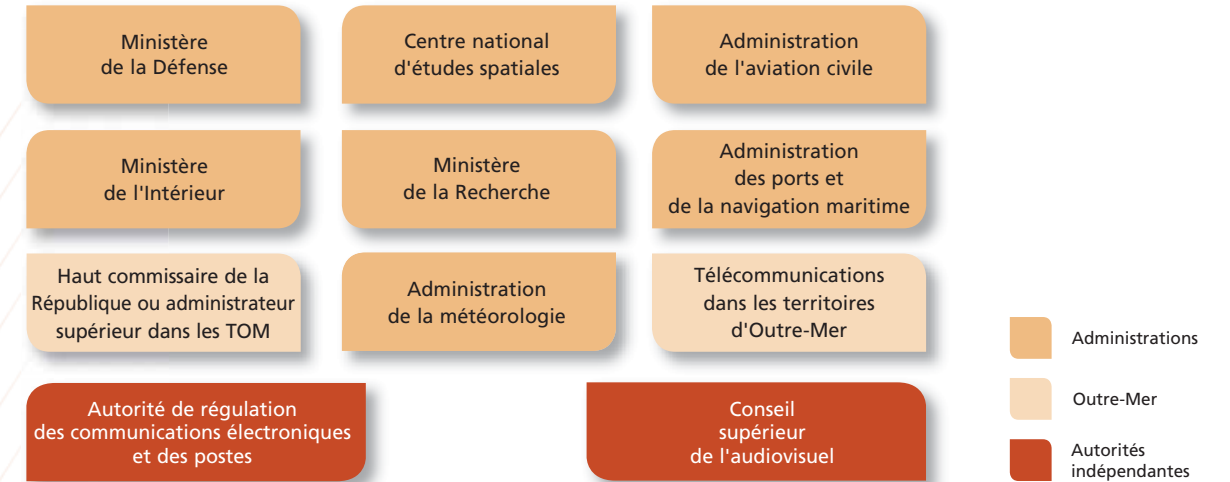 Ministère
de la Défense
Centre national
d'études spatiales
Administration
de l'aviation civile
Ministère
de l'Intérieur
Ministère
de la Recherche
Administration
des ports et
de la navigation maritime
Haut commissaire de la
République ou administrateur
supérieur dans les TOM
Administration
de la météorologie
Télécommunications
dans les territoires
d'Outre-Mer
Autorité de régulation
des communications électroniques
et des postes
Conseil
supérieur
de l'audiovisuel
Administrations
Outre-Mer
Autorités
indépendantes